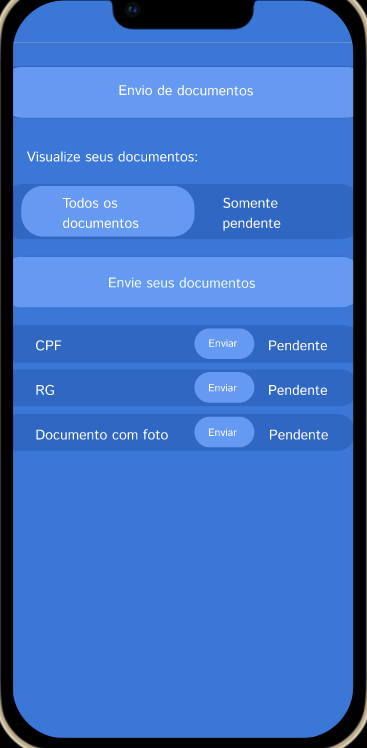 Envio de documentos
Visualize seus documentos:
Todos os
documentos
Somente
pendente
Envie seus documentos
CPF Enviar Pendente
RG Enviar Pendente
Documento com foto Enviar Pendente